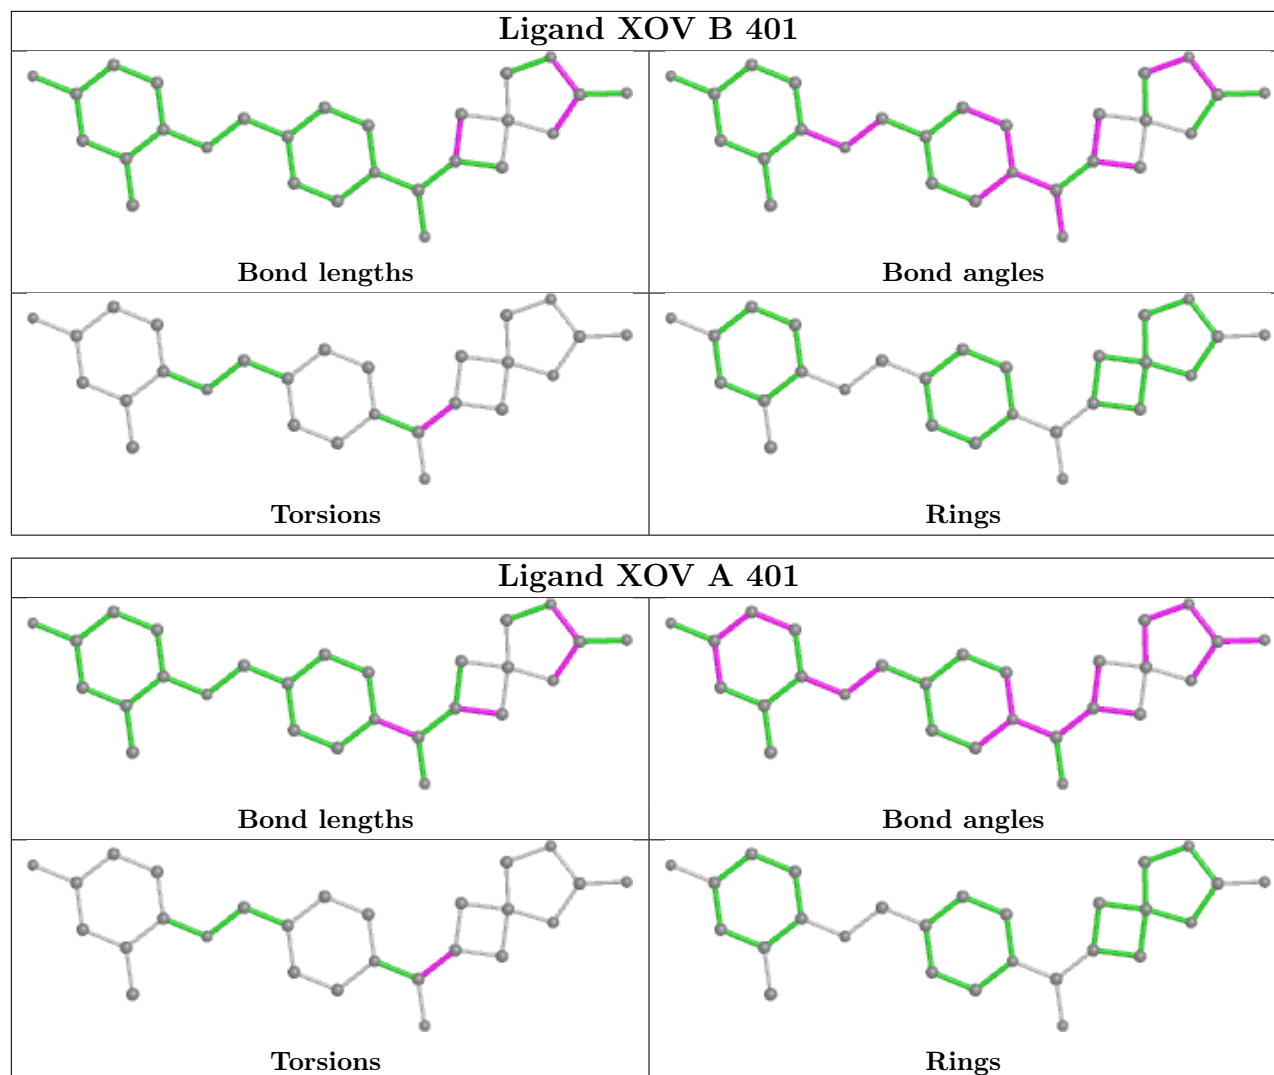 Ligand XOV B 401
Bond lengths
Bond angles
Torsions
Rings
Ligand XOV A 401
Bond lengths
Bond angles
Torsions
Rings